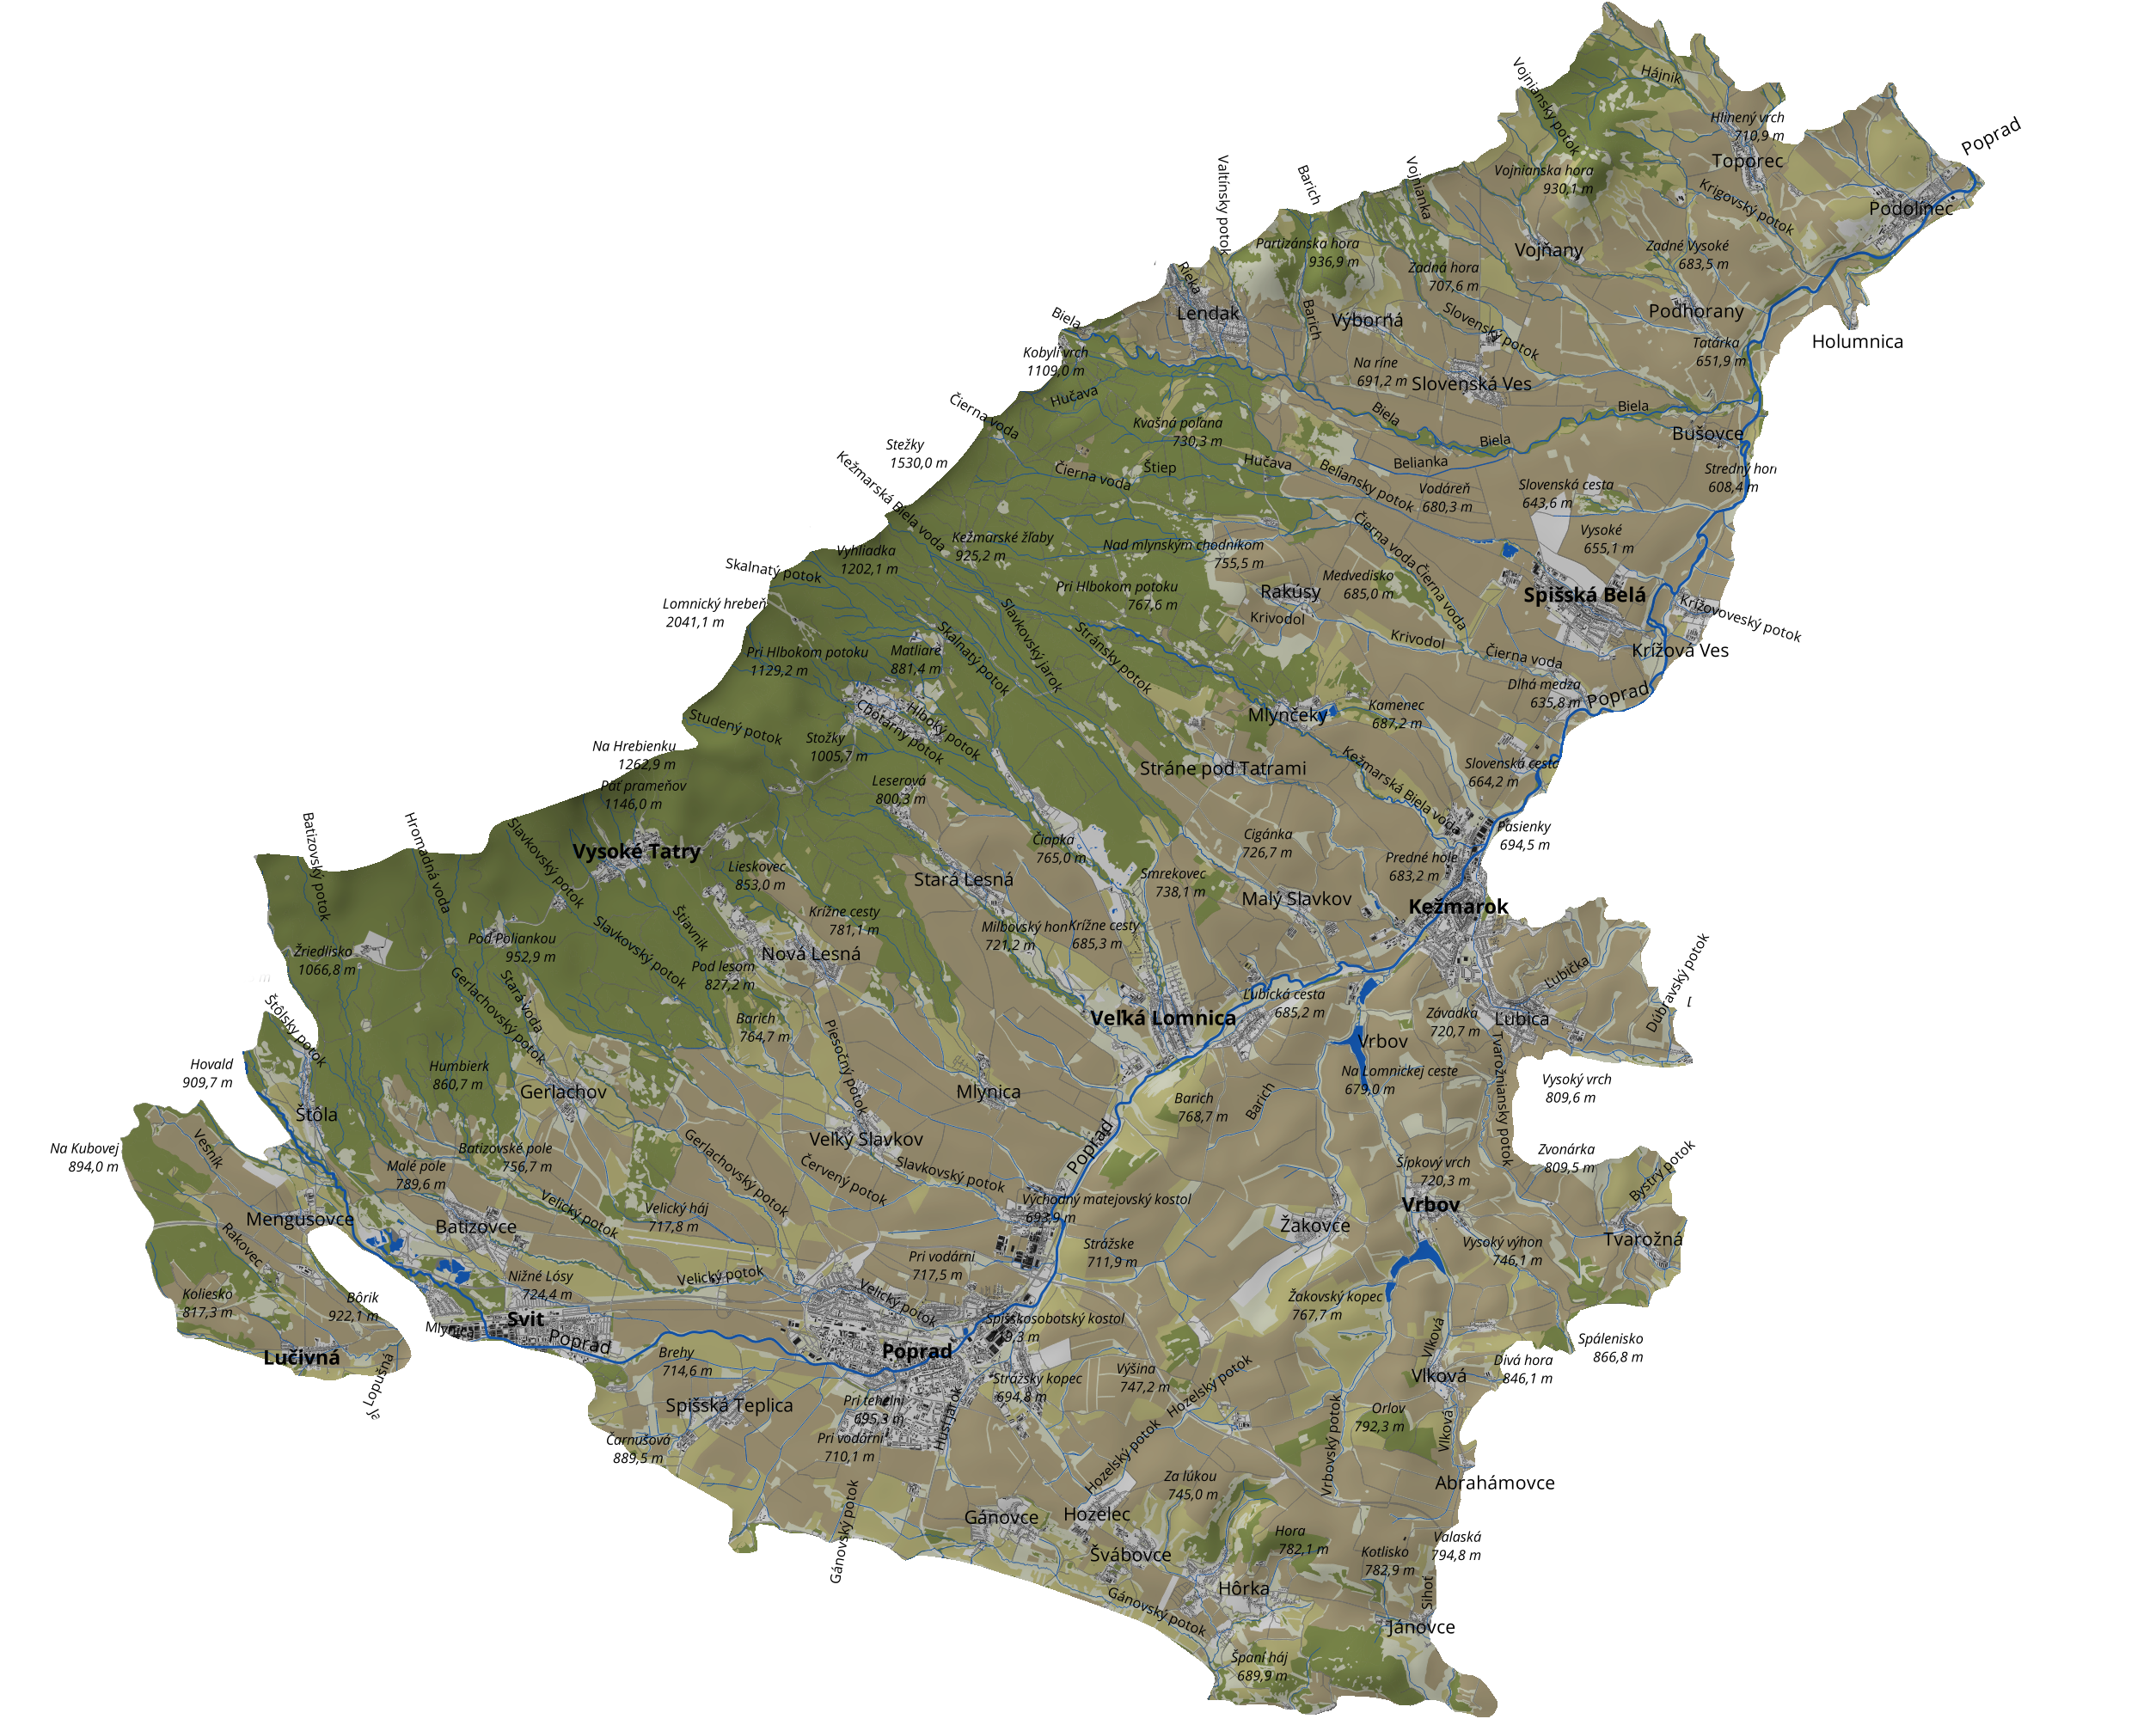 Hájnik
Vojniansky potok
Hlinený vrch
710,9 m
Poprad
Toporec
Vojnianska hora
930,1 m
Krigovský potok
Podolínec
Valtínsky potok
Barich
Vojnianka
Partizánska hora
936,9 m
Vojňany
Zadné Vysoké
683,5 m
Rieka
Zadná hora
707,6 m
Lendak
Barich
Výborná
Slovenský potok
Podhorany
Biela
Tatárka
651,9 m
Holumnica
Kobylí vrch
1109,0 m
Na ríne
691,2 m
Slovenská Ves
Hučava
Čierna voda
Biela
Biela
Kvašná poľana
730,3 m
Bušovce
Biela
Stežky
1530,0 m
Kežmarská Biela voda
Čierna voda
Štiep
Hučava
Belianka
Beliansky potok
Stredný hon
608,4 m
Vodáreň
680,3 m
Slovenská cesta
643,6 m
Vysoké
655,1 m
Čierna voda
Kežmarské žľaby
925,2 m
Nad mlynským chodníkom
755,5 m
Vyhliadka
1202,1 m
Skalnatý potok
Medvedisko
685,0 m
Čierna voda
Pri Hlbokom potoku
767,6 m
Rakúsy
Spišská Belá
Lomnický hrebeň
2041,1 m
Slavkovský jarok
Krivodol
Krivodol
Krížovoveský potok
Skalnatý potok
Stránsky potok
Krížová Ves
Pri Hlbokom potoku
1129,2 m
Matliare
881,4 m
Čierna voda
Dlhá medza
635,8 m
Poprad
Studený potok
Chotárny potok
Hlboký potok
Mlynčeky
Kamenec
687,2 m
Na Hrebienku
1262,9 m
Stožky
1005,7 m
Stráne pod Tatrami
Kežmarská Biela voda
Slovenská cesta
664,2 m
Päť prameňov
1146,0 m
Leserová
800,3 m
Batizovský potok
Hromadná voda
Slavkovský potok
Vysoké Tatry
Čiapka
765,0 m
Cigánka
726,7 m
Pasienky
694,5 m
Predné hole
683,2 m
Lieskovec
853,0 m
Stará Lesná
Smrekovec
738,1 m
Malý Slavkov
Kežmarok
Krížne cesty
781,1 m
Milbovský hon
721,2 m
Krížne cesty
685,3 m
Štiavnik
Slavkovský potok
Žriedlisko
1066,8 m
Pod Poliankou
952,9 m
Nová Lesná
Pod lesom
827,2 m
Ľubička
Dúbravský potok
Gerlachovský potok
Stará voda
Štôlsky potok
Ľubická cesta
685,2 m
Veľká Lomnica
Barich
764,7 m
Piesočný potok
Závadka
720,7 m
Ľubica
Vrbov
Tvarožniansky potok
Hovald
909,7 m
Humbierk
860,7 m
Na Lomnickej ceste
679,0 m
Vysoký vrch
809,6 m
Gerlachov
Mlynica
Barich
768,7 m
Barich
Štôla
Veľký Slavkov
Poprad
Na Kubovej
894,0 m
Vesník
Malé pole
789,6 m
Batizovské pole
756,7 m
Gerlachovský potok
Červený potok
Slavkovský potok
Šípkový vrch
720,3 m
Zvonárka
809,5 m
Bystrý potok
Velický potok
Východný matejovský kostol
693,9 m
Vrbov
Mengusovce
Batizovce
Velický háj
717,8 m
Žakovce
Tvarožná
Rakovec
Pri vodárni
717,5 m
Strážske
711,9 m
Vysoký výhon
746,1 m
Nižné Lósy
724,4 m
Velický potok
Velický potok
Koliesko
817,3 m
Bôrik
922,1 m
Žakovský kopec
767,7 m
Svit
Mlynica
Poprad
Spišskosobotský kostol
9,3 m
Lučivná
Brehy
714,6 m
Poprad
Vlková
Spálenisko
866,8 m
Divá hora
846,1 m
Výšina
747,2 m
Hozelský potok
Vlková
Lopušná
Strážsky kopec
694,8 m
Spišská Teplica
Pri tehelni
695,3 m
Husí jarok
Vrbovský potok
Orlov
792,3 m
Vlková
Čarnušová
889,5 m
Pri vodárni
710,1 m
Hozelský potok
Za lúkou
745,0 m
Abrahámovce
Gánovský potok
Gánovce
Hozelec
Švábovce
Hora
782,1 m
Kotlisko
782,9 m
Valaská
794,8 m
Gánovský potok
Hôrka
Sihoť
Jánovce
Španí háj
689,9 m